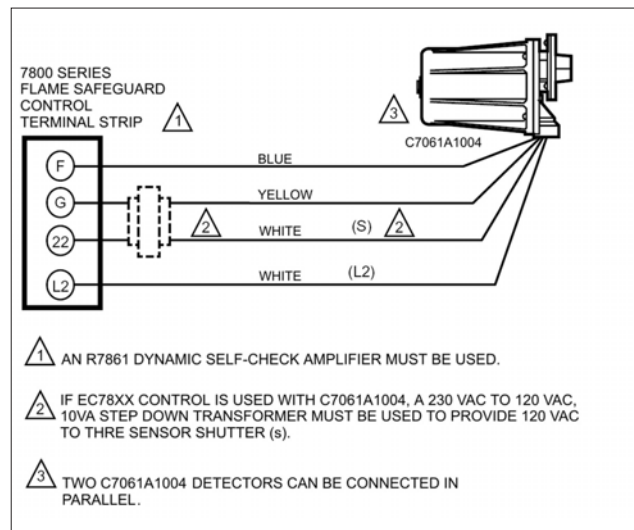 7800 SERIES
FLAME SAFEGUARD
CONTROL
TERMINAL STRIP
1
3
C7061A1004
F
BLUE
G
YELLOW
2
22
WHITE
(S)
2
L2
WHITE
(L2)
1 AN R7861 DYNAMIC SELF-CHECK AMPLIFIER MUST BE USED.
2 IF EC78XX CONTROL IS USED WITH C7061A1004, A 230 VAC TO 120 VAC,
10VA STEP DOWN TRANSFORMER MUST BE USED TO PROVIDE 120 VAC
TO THRE SENSOR SHUTTER (s).
3 TWO C7061A1004 DETECTORS CAN BE CONNECTED IN
PARALLEL.